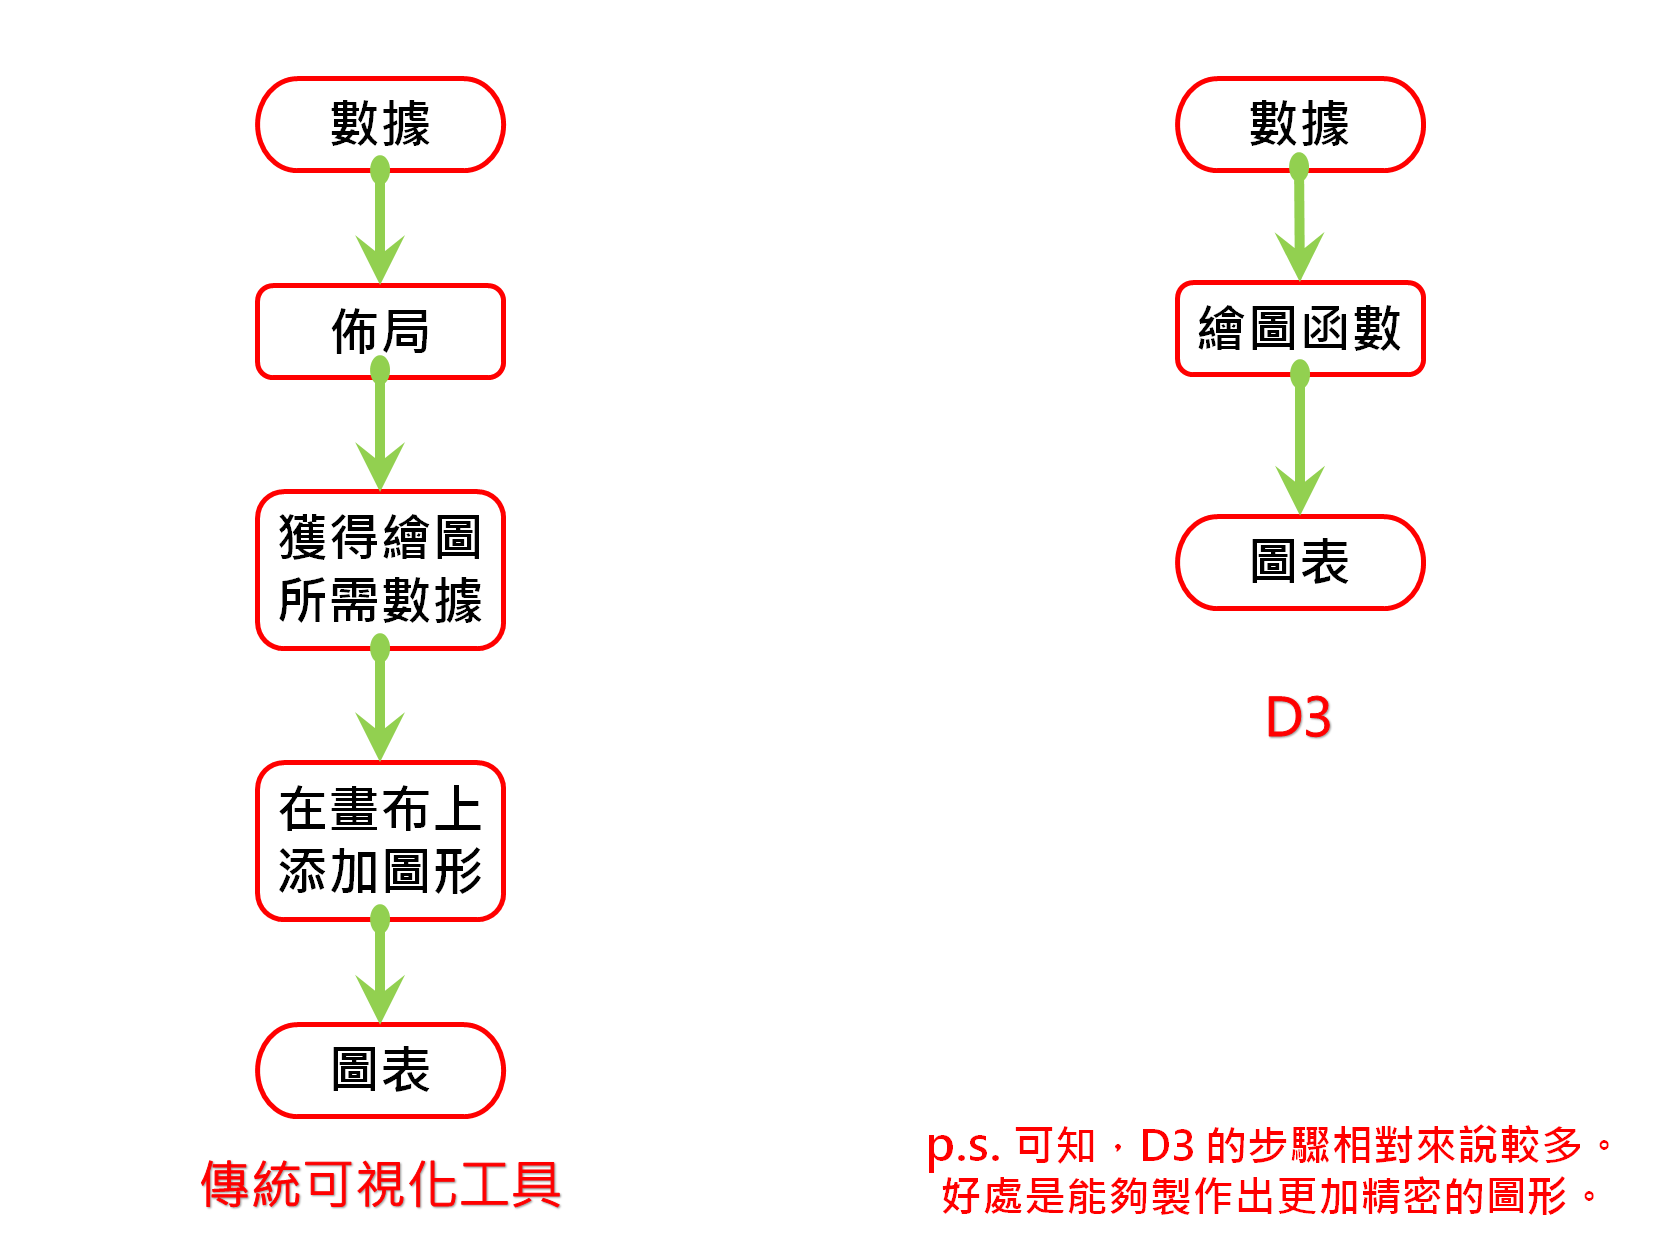 數據
佈局
獲得繪圖
所需數據
在畫布上
添加圖形
圖表
傳統可視化工具
數據
繪圖函數
圖表
D3
p.s. 可知，D3 的步驟相對來說較多。
好處是能夠製作出更加精密的圖形。